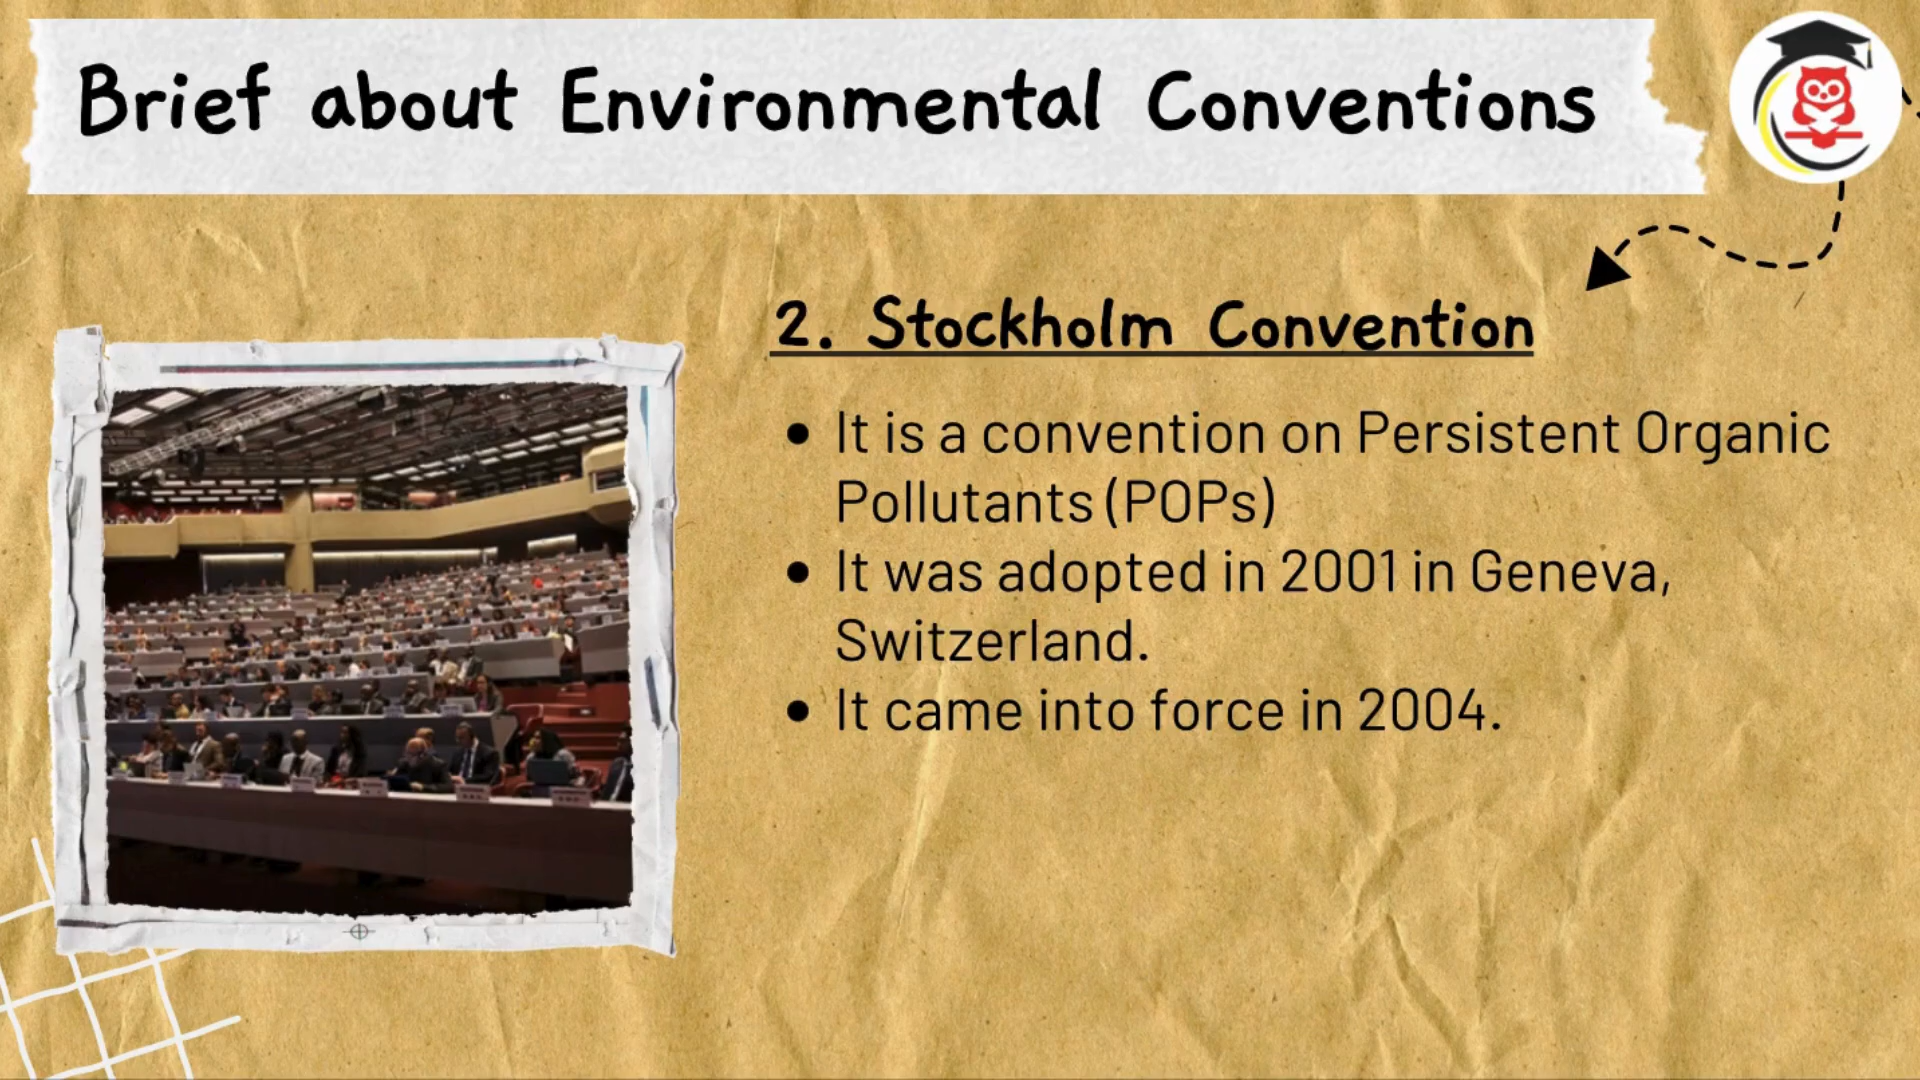 Brief about Environmental Conventions
2. Stockholm Convention
• It is a convention on Persistent Organic
Pollutants (POPs)
• It was adopted in 2001 in Geneva,
Switzerland.
• It came into force in 2004.